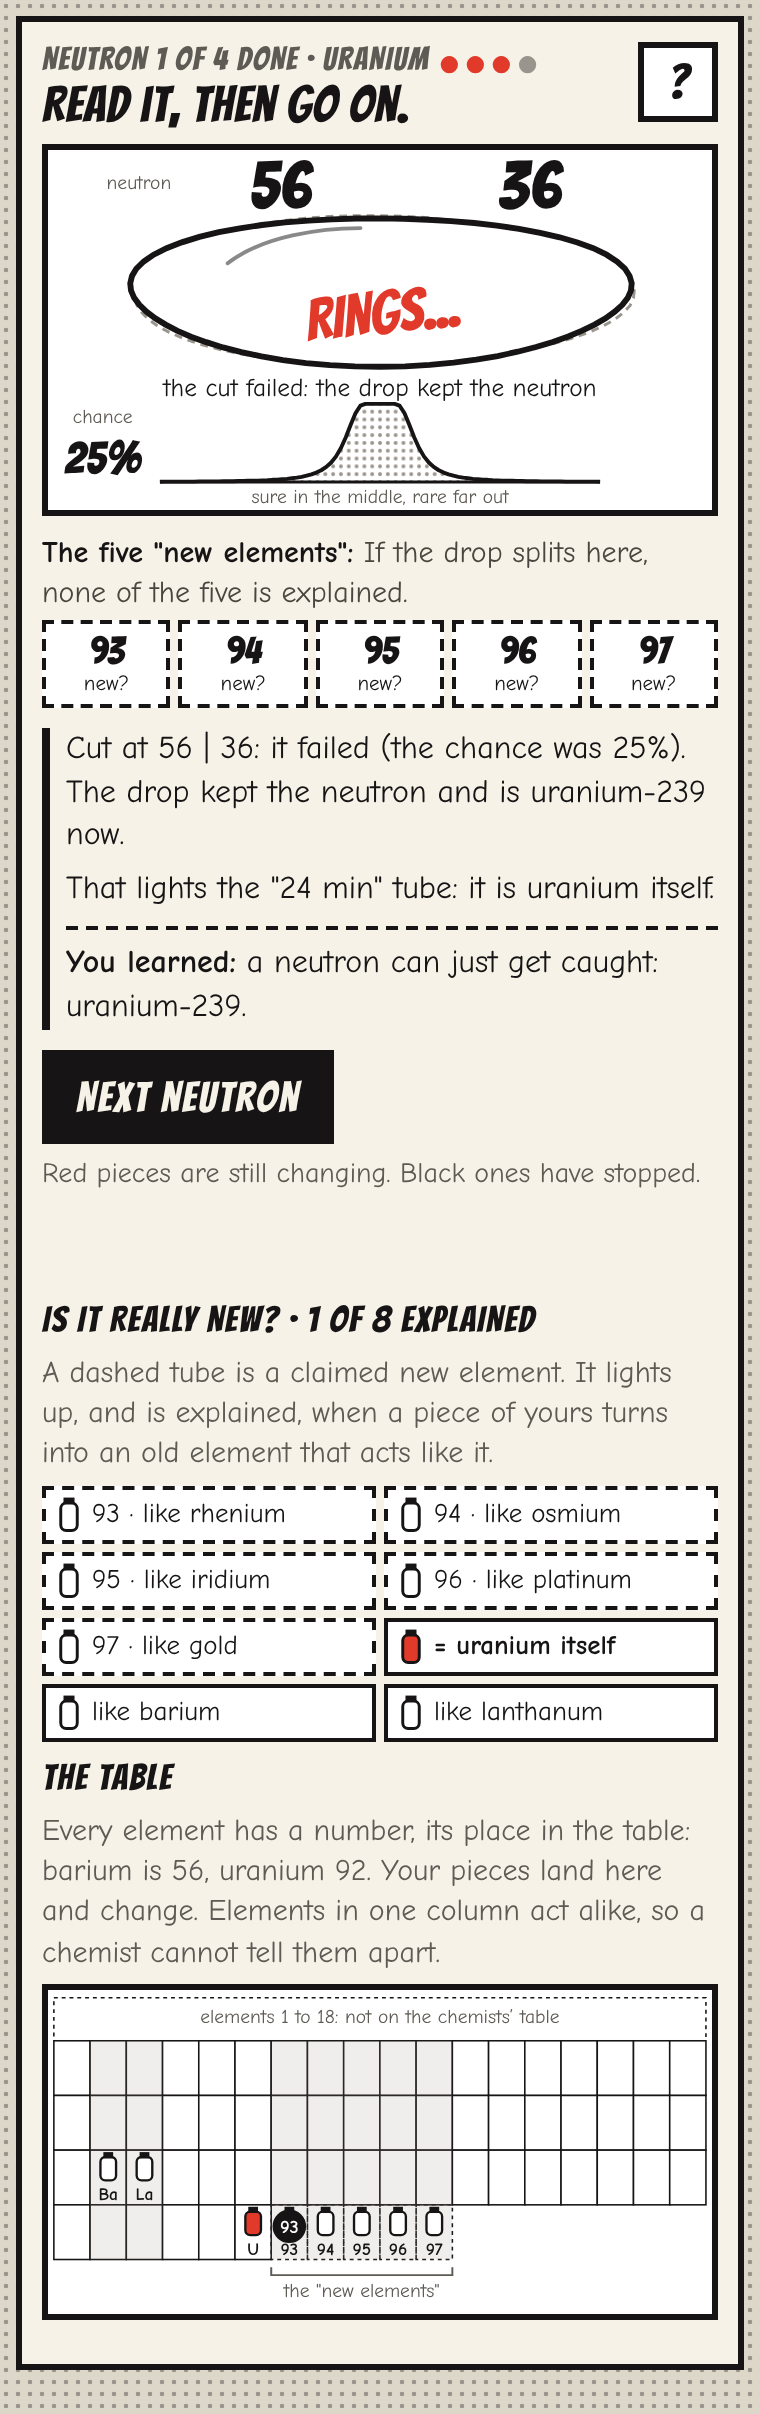 NEUTRON 1 OF 4 DONE · URANIUM
READ IT, THEN GO ON.
?
neutron
56
36
RINGS...
the cut failed: the drop kept the neutron
chance
25%
sure in the middle, rare far out
The five "new elements": If the drop splits here,
none of the five is explained.
93 94 95 96 97
new? new? new? new? new?
Cut at 56 | 36: it failed (the chance was 25%).
The drop kept the neutron and is uranium-239
now.
That lights the "24 min" tube: it is uranium itself.
You learned: a neutron can just get caught:
uranium-239.
NEXT NEUTRON
Red pieces are still changing. Black ones have stopped.
IS IT REALLY NEW? · 1 OF 8 EXPLAINED
A dashed tube is a claimed new element. It lights
up, and is explained, when a piece of yours turns
into an old element that acts like it.
93 · like rhenium
94 · like osmium
95 · like iridium
96 · like platinum
97 · like gold
= uranium itself
like barium
like lanthanum
THE TABLE
Every element has a number, its place in the table:
barium is 56, uranium 92. Your pieces land here
and change. Elements in one column act alike, so a
chemist cannot tell them apart.
elements 1 to 18: not on the chemists' table
Ba La
93
U 93 94 95 96 97
the "new elements"